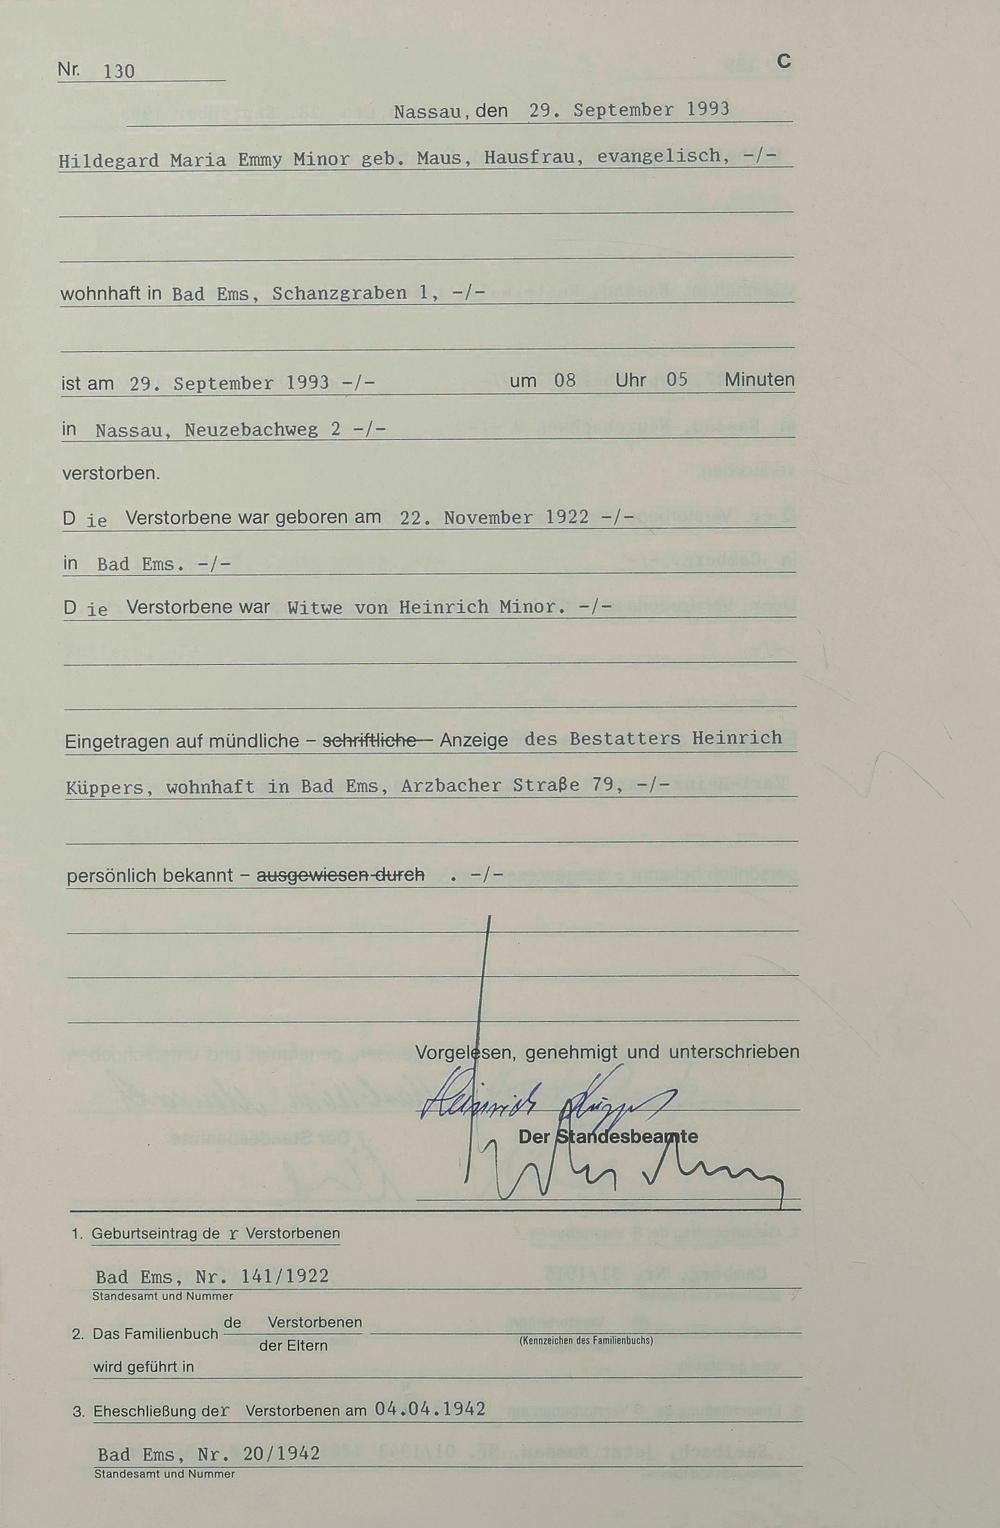 Nr. 130
C
Nassau, den 29. September 1993
Hildegard Maria Emmy Minor geb. Maus, Hausfrau, evangelisch, -/-
wohnhaft in Bad Ems, Schanzgraben 1, -/-
ist am 29. September 1993 -/- um 08 Uhr 05 Minuten
in Nassau, Neuzebachweg 2 -/-
verstorben.
D ie Verstorbene war geboren am 22. November 1922 -/-
in Bad Ems. -/-
D ie Verstorbene war Witwe von Heinrich Minor. -/-
Eingetragen auf mündliche – schriftliche – Anzeige des Bestatters Heinrich
Küppers, wohnhaft in Bad Ems, Arzbacher Straße 79, -/-
persönlich bekannt – ausgewiesen durch . -/-
Vorgelesen, genehmigt und unterschrieben
Heinrich Küppers
Der Standesbeamte
1. Geburtseintrag de r Verstorbenen
Bad Ems, Nr. 141/1922
Standesamt und Nummer
2. Das Familienbuch de Verstorbenen
der Eltern
(Kennzeichen des Familienbuchs)
wird geführt in
3. Eheschließung der Verstorbenen am 04.04.1942
Bad Ems, Nr. 20/1942
Standesamt und Nummer